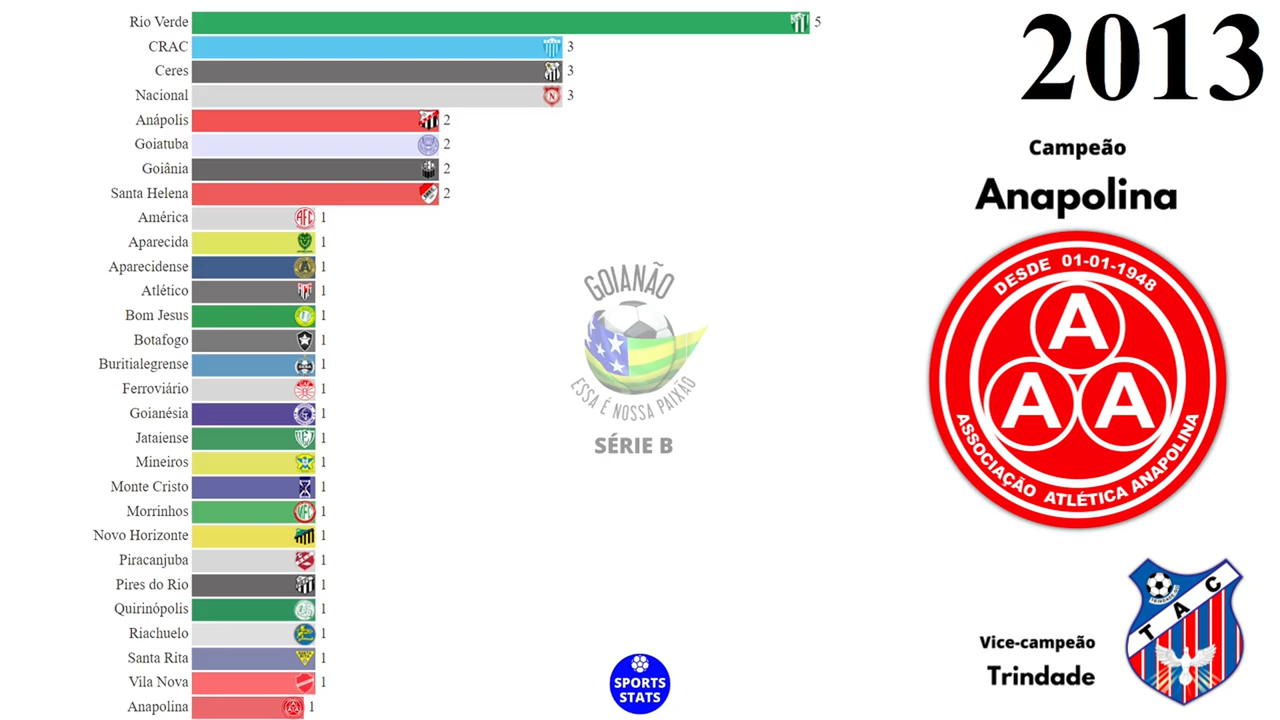 Rio Verde 5
CRAC 3
Ceres 3
Nacional 3
Anápolis 2
Goiatuba 2
Goiânia 2
Santa Helena 2
América 1
Aparecida 1
Aparecidense 1
Atlético 1
Bom Jesus 1
Botafogo 1
Buritialegrense 1
Ferroviário 1
Goianésia 1
Jataiense 1
Mineiros 1
Monte Cristo 1
Morrinhos 1
Novo Horizonte 1
Piracanjuba 1
Pires do Rio 1
Quirinópolis 1
Riachuelo 1
Santa Rita 1
Vila Nova 1
Anapolina 1
GOIANÃO
ESSA É NOSSA PAIXÃO
SÉRIE B
SPORTS
STATS
2013
Campeão
Anapolina
DESDE 01-01-1948
A
A A
ASSOCIAÇÃO ATLÉTICA ANAPOLINA
Vice-campeão
Trindade
T A C